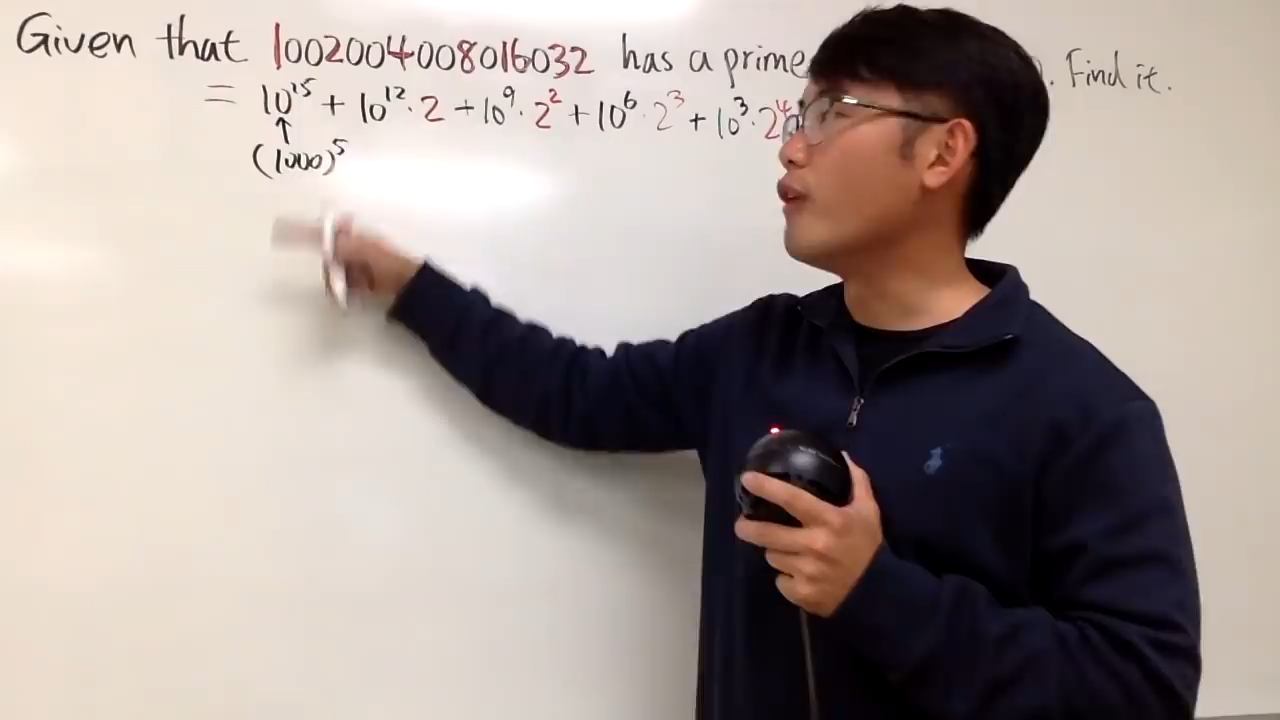 Given that 1002004008016032 has a prime . Find it.
= 10^15 + 10^12 · 2 + 10^9 · 2^2 + 10^6 · 2^3 + 10^3 · 2^4
↑
(1000)^5